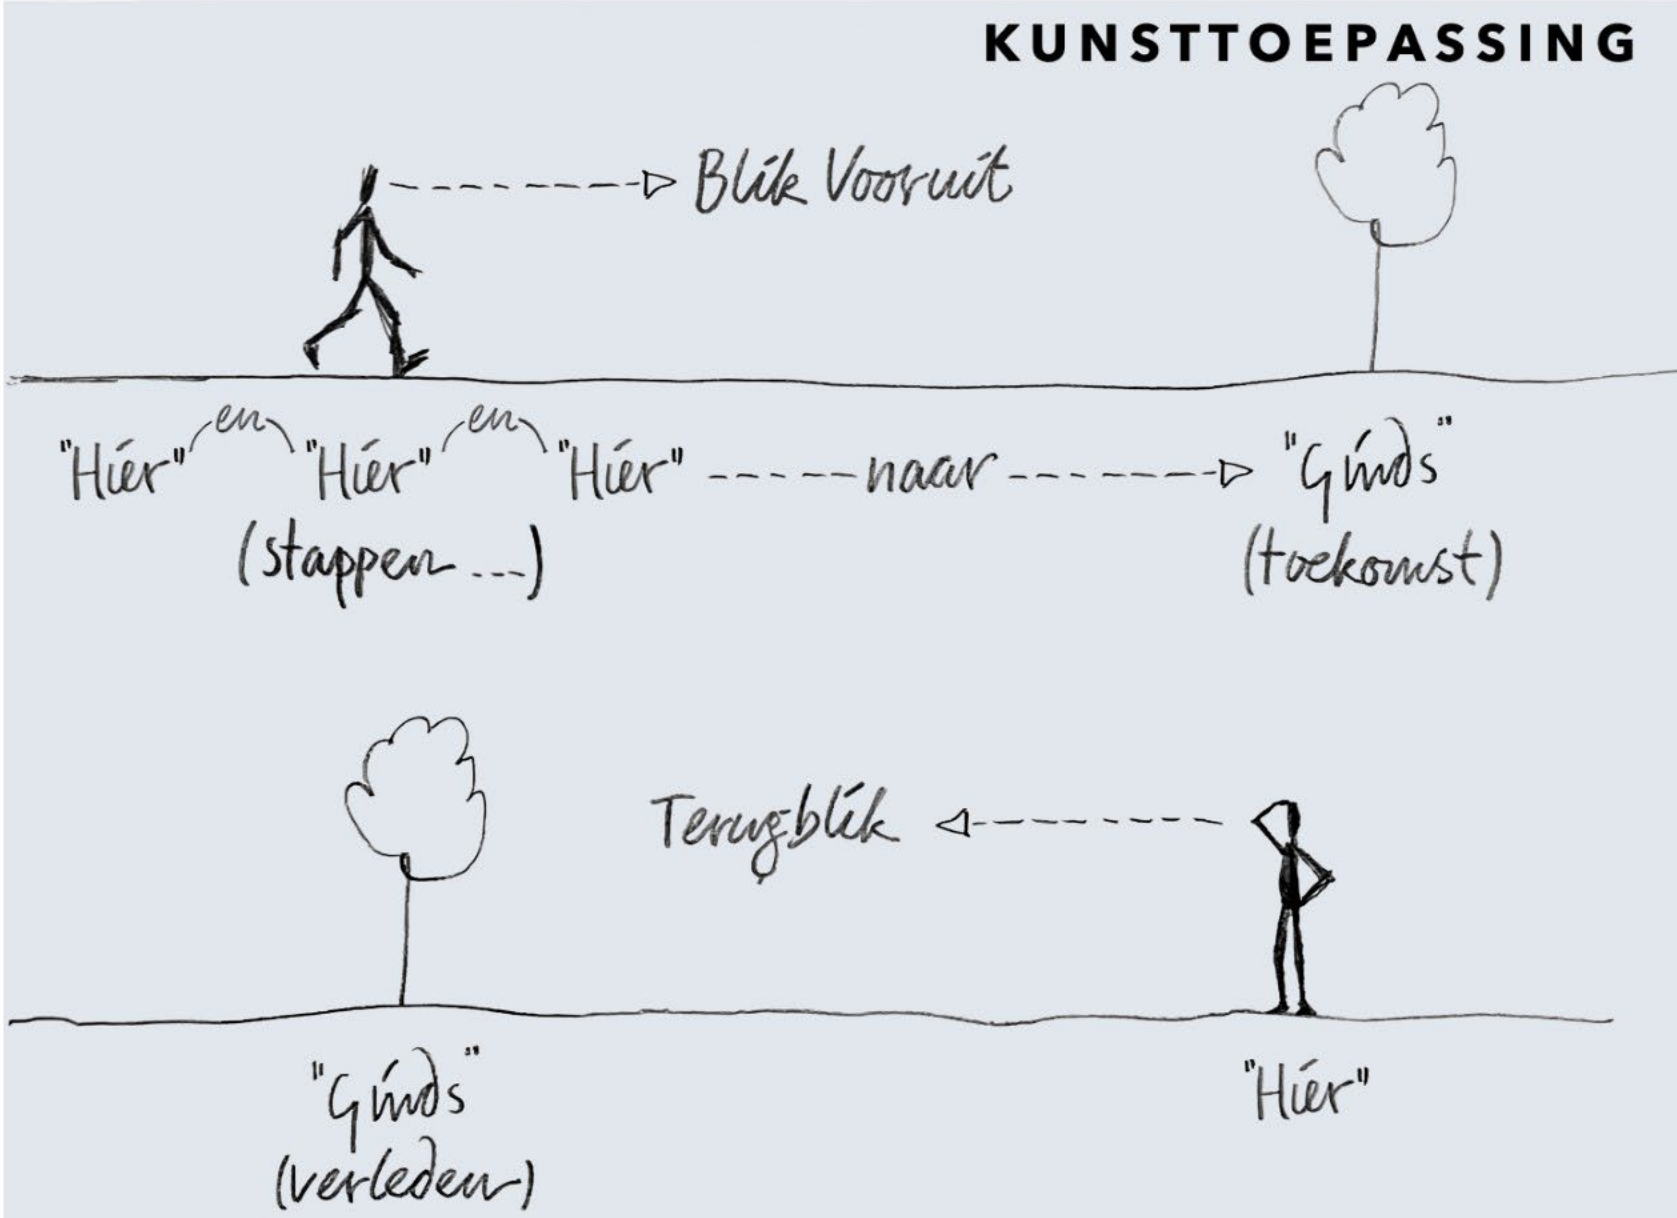 KUNSTTOEPASSING
Blik Vooruit
"Hier" en "Hier" en "Hier" naar "Ginds"
(stappen ...) (toekomst)
Terugblik
"Ginds" "Hier"
(verleden)